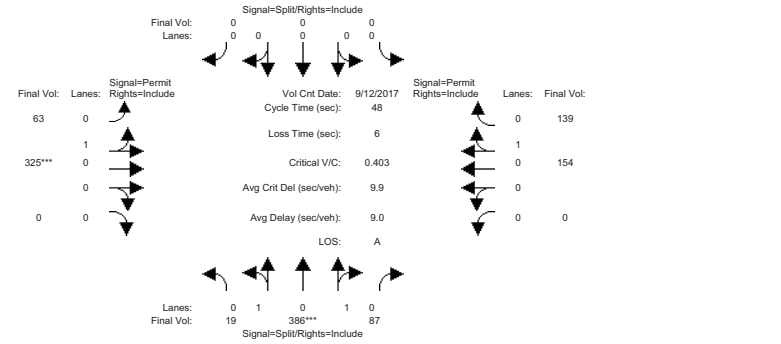 Signal=Split/Rights=Include
Final Vol: 0 0 0
Lanes: 0 0 0 0 0
Signal=Permit Signal=Permit
Final Vol: Lanes: Rights=Include Vol Cnt Date: 9/12/2017 Rights=Include Lanes: Final Vol:
Cycle Time (sec): 48
63 0 0 139
Loss Time (sec): 6
1 1
325*** 0 Critical V/C: 0.403 0 154
0 Avg Crit Del (sec/veh): 9.9 0
0 0 Avg Delay (sec/veh): 9.0 0 0
LOS: A
Lanes: 0 1 0 1 0
Final Vol: 19 386*** 87
Signal=Split/Rights=Include